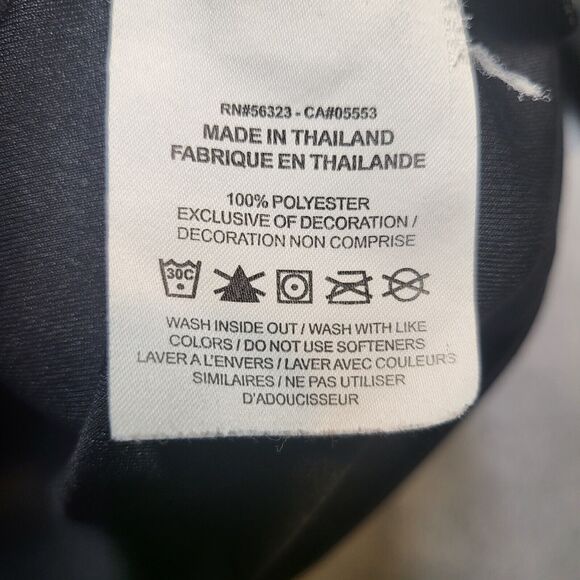 RN#56323 - CA#05553
MADE IN THAILAND
FABRIQUE EN THAILANDE
100% POLYESTER
EXCLUSIVE OF DECORATION /
DECORATION NON COMPRISE
30C
WASH INSIDE OUT / WASH WITH LIKE
COLORS / DO NOT USE SOFTENERS
LAVER A L'ENVERS / LAVER AVEC COULEURS
SIMILAIRES / NE PAS UTILISER
D'ADOUCISSEUR